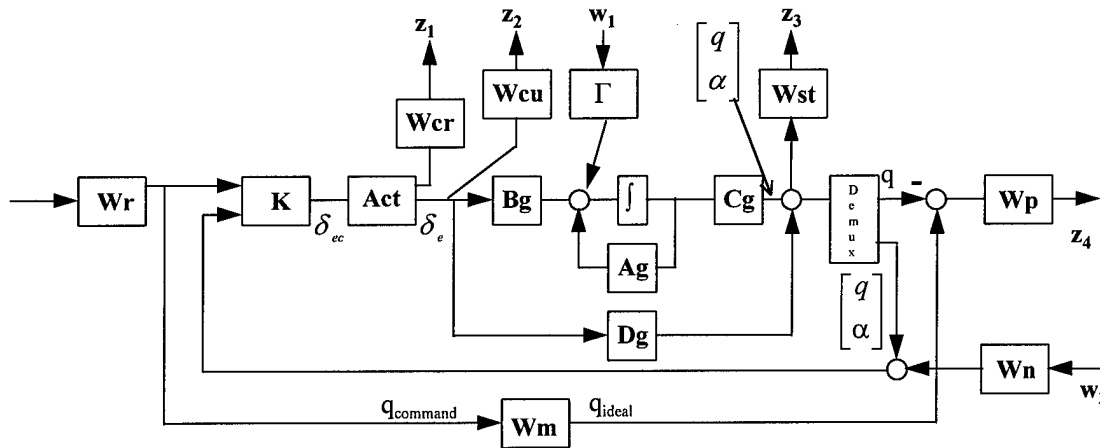 z1
z2
w1
z3
[q α]
Wcr
Wcu
Γ
Wst
Wr
K
Act
Bg
∫
Cg
Demux
q
-
Wp
z4
δec
δe
Ag
Dg
[q α]
Wn
qcommand
Wm
qideal